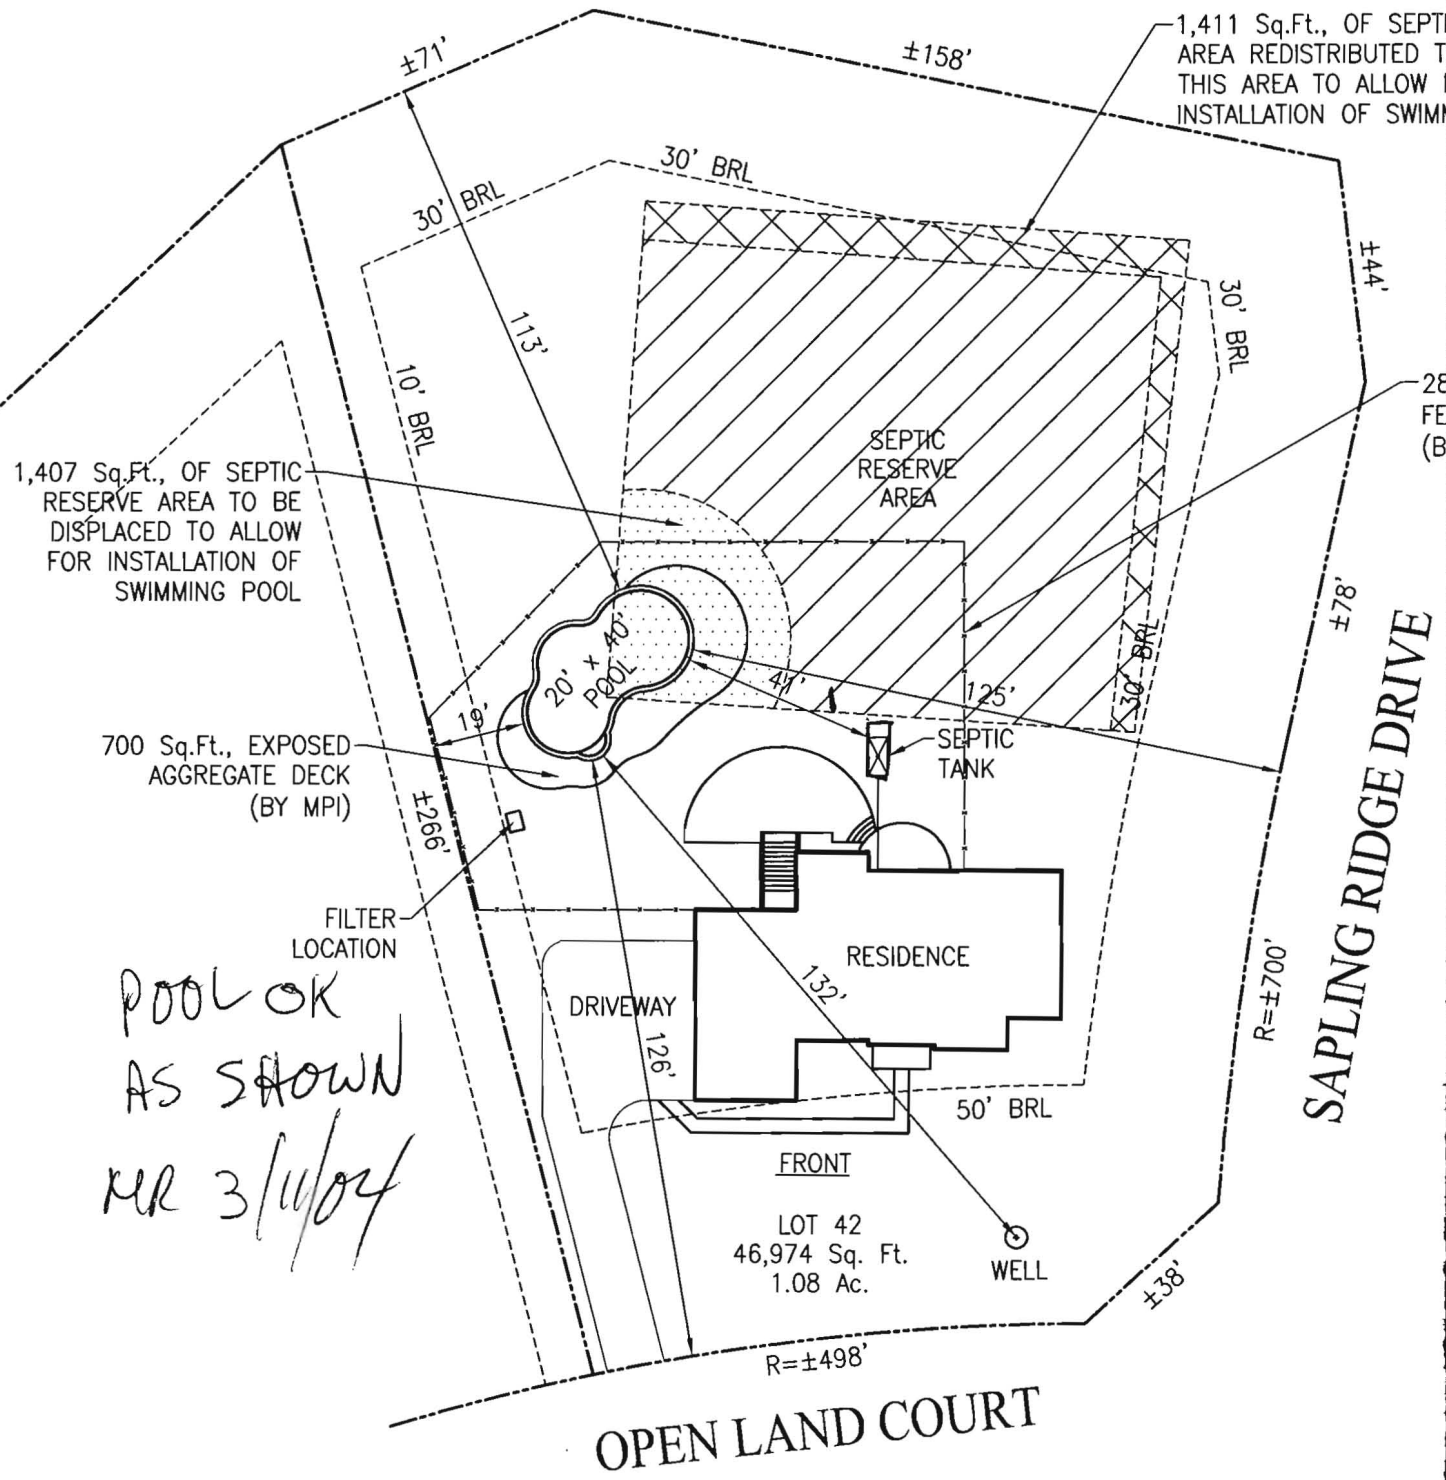 ±71'
±158'
1,411 Sq.Ft., OF
AREA REDISTRIBUTED
THIS AREA TO ALLOW
INSTALLATION OF
30' BRL
30' BRL
±44'
30' BRL
113'
10' BRL
28
(B
SEPTIC
RESERVE
AREA
1,407 Sq.Ft., OF SEPTIC
RESERVE AREA TO BE
DISPLACED TO ALLOW
FOR INSTALLATION OF
SWIMMING POOL
±78'
20' x 40'
POOL
30' BRL
41'
125'
19'
700 Sq.Ft., EXPOSED
AGGREGATE DECK
(BY MPI)
SEPTIC
TANK
±266'
FILTER
LOCATION
RESIDENCE
132'
DRIVEWAY
126'
R=±700'
SAPLING RIDGE DRIVE
POOL OK
AS SHOWN
MR 3/11/04
50' BRL
FRONT
LOT 42
46,974 Sq. Ft.
1.08 Ac.
WELL
±38'
R=±498'
OPEN LAND COURT